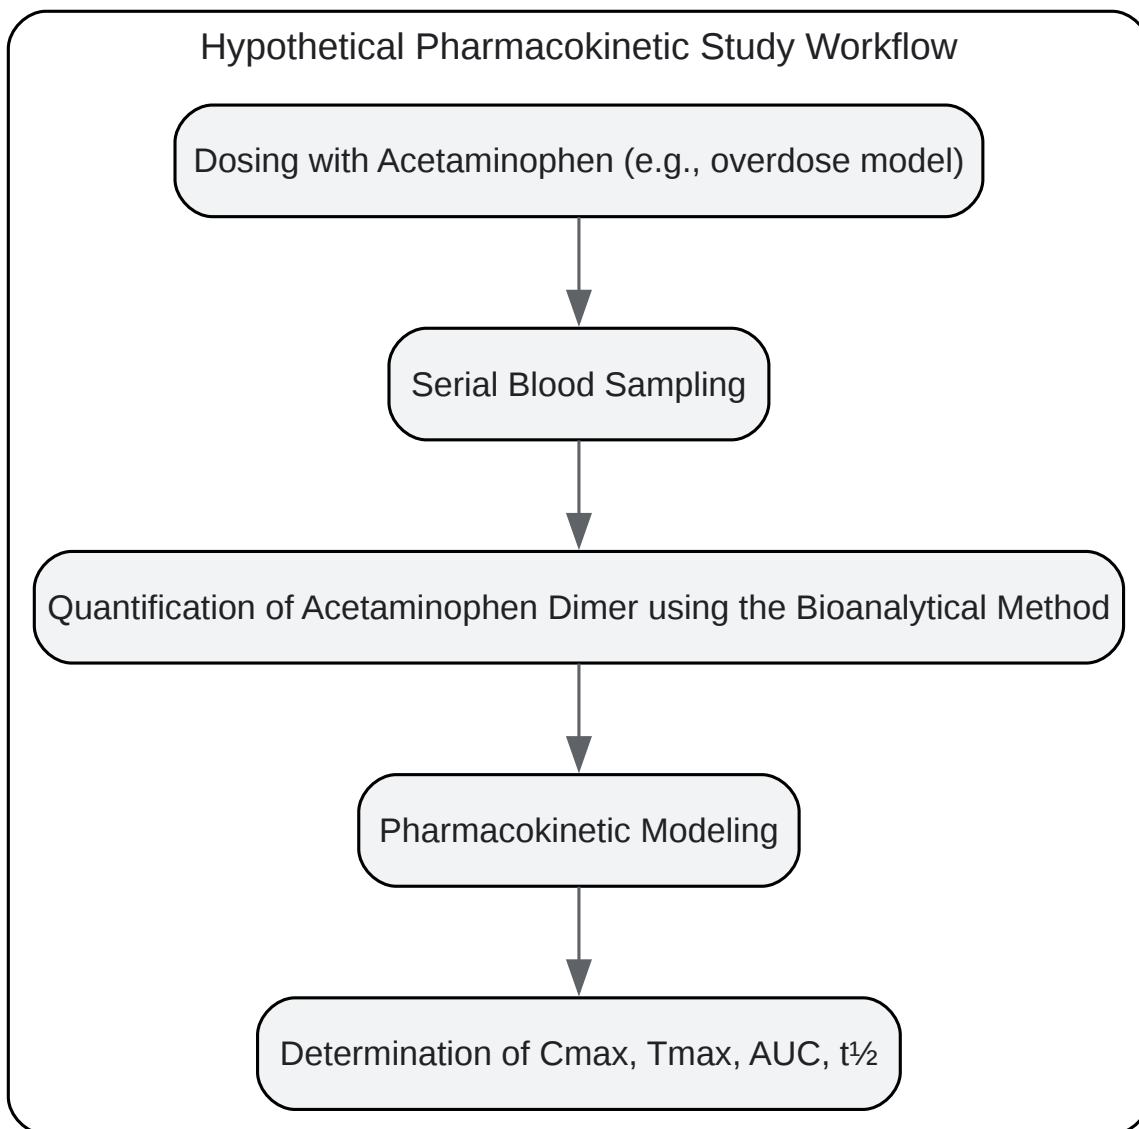 Hypothetical Pharmacokinetic Study Workflow
Dosing with Acetaminophen (e.g., overdose model)
Serial Blood Sampling
Quantification of Acetaminophen Dimer using the Bioanalytical Method
Pharmacokinetic Modeling
Determination of Cmax, Tmax, AUC, t½